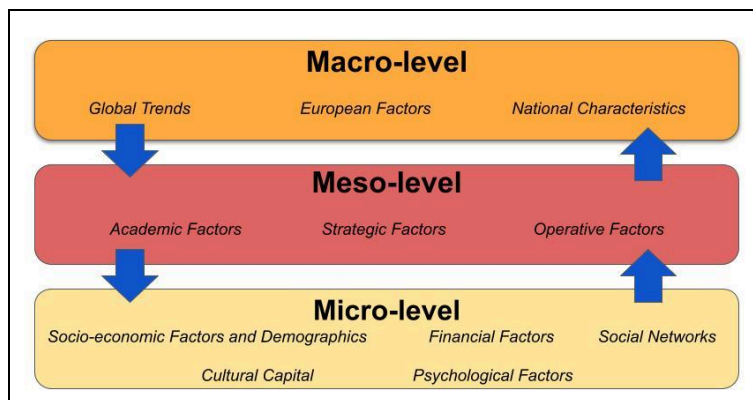 Macro-level
Global Trends European Factors National Characteristics
Meso-level
Academic Factors Strategic Factors Operative Factors
Micro-level
Socio-economic Factors and Demographics Financial Factors Social Networks
Cultural Capital Psychological Factors